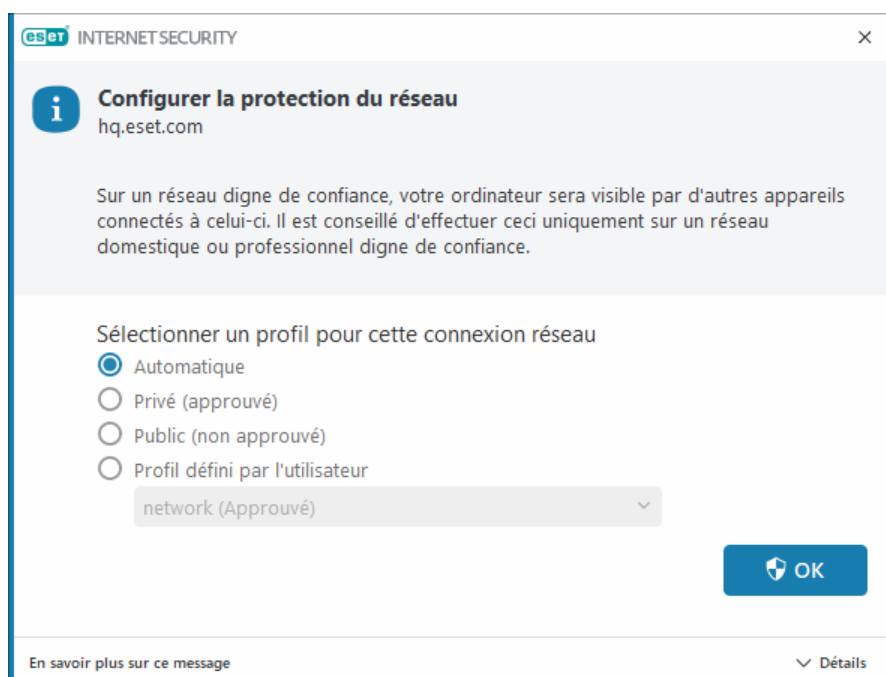 eset INTERNET SECURITY
Configurer la protection du réseau
hq.eset.com
Sur un réseau digne de confiance, votre ordinateur sera visible par d'autres appareils
connectés à celui-ci. Il est conseillé d'effectuer ceci uniquement sur un réseau
domestique ou professionnel digne de confiance.
Sélectionner un profil pour cette connexion réseau
Automatique
Privé (approuvé)
Public (non approuvé)
Profil défini par l'utilisateur
network (Approuvé)
OK
En savoir plus sur ce message
Détails